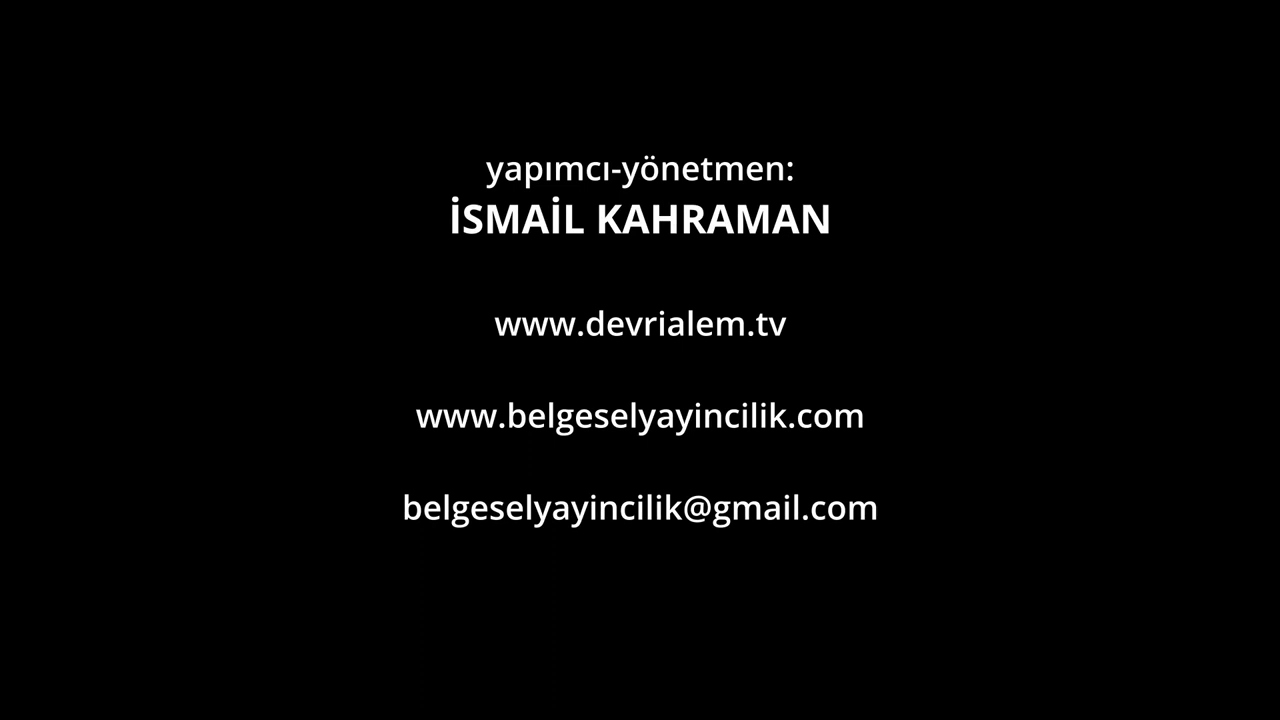 yapımcı-yönetmen:
İSMAİL KAHRAMAN
www.devrialem.tv
www.belgeselyayincilik.com
belgeselyayincilik@gmail.com